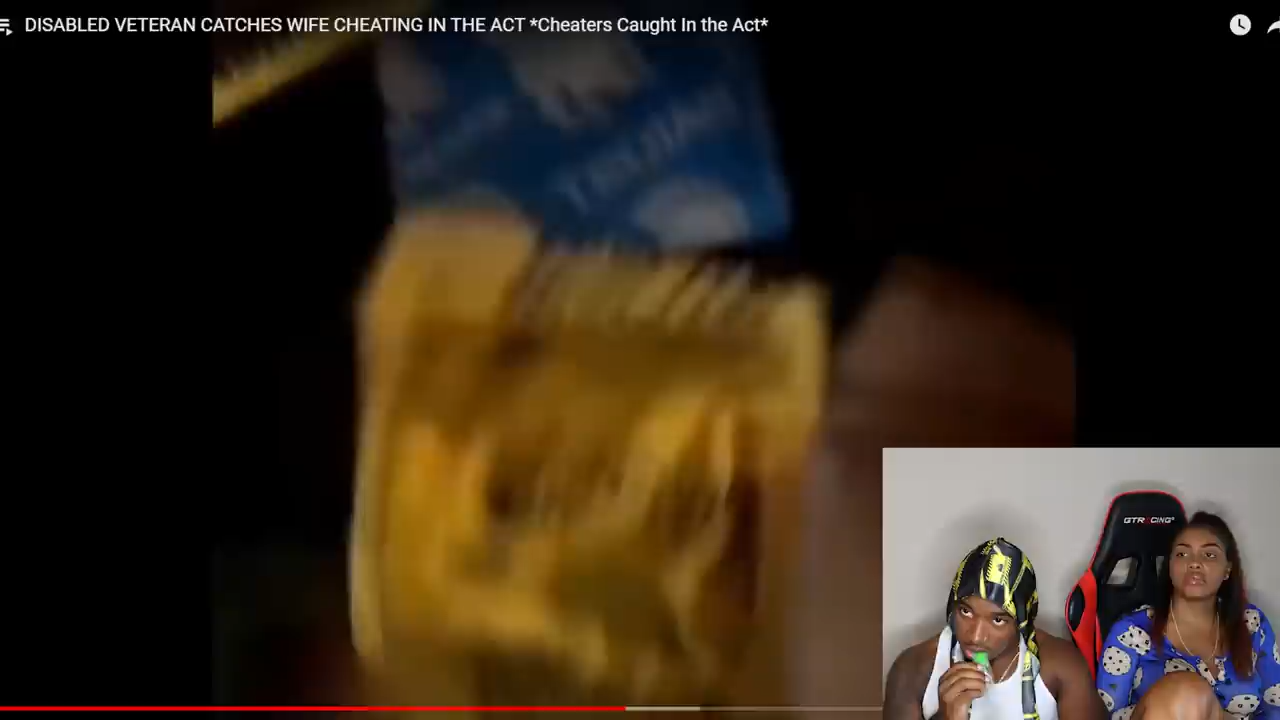 DISABLED VETERAN CATCHES WIFE CHEATING IN THE ACT *Cheaters Caught In the Act*
GTRACING